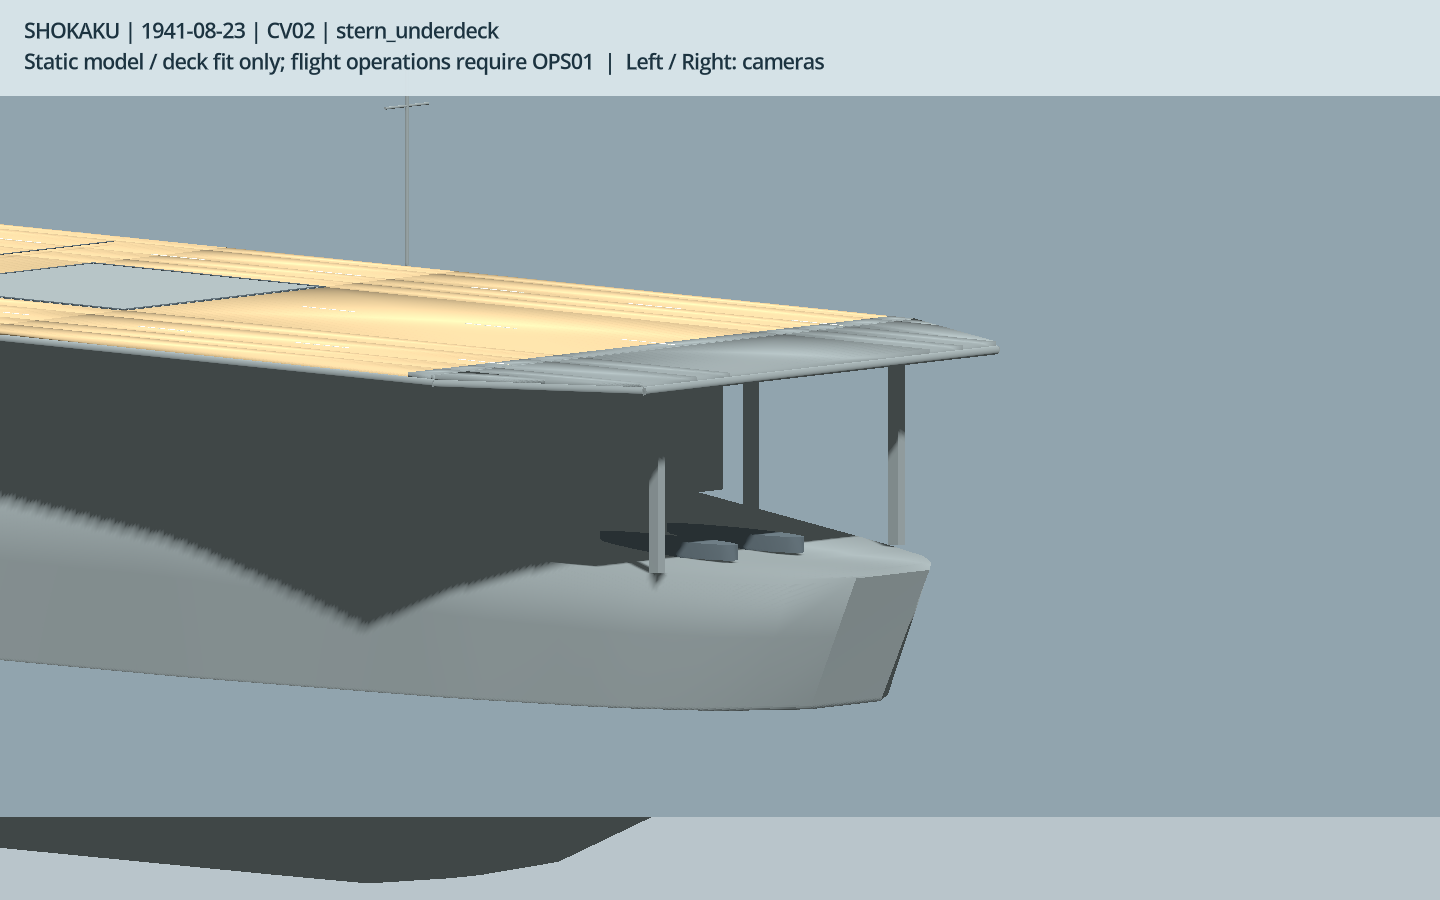 SHOKAKU | 1941-08-23 | CV02 | stern_underdeck
Static model / deck fit only; flight operations require OPS01 | Left / Right: cameras